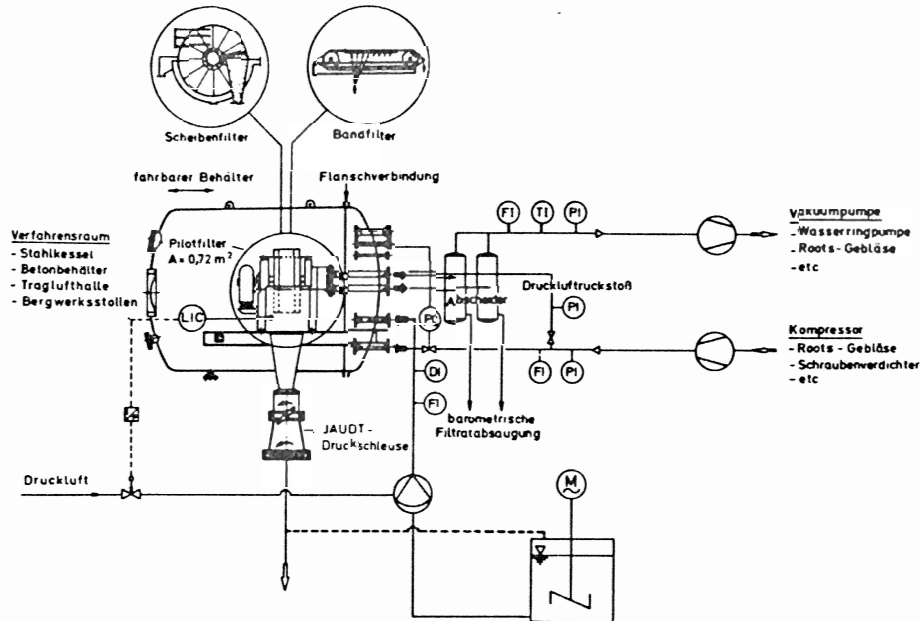 Scheibenfilter
Bandfilter
fahrbarer Behälter
Flanschverbindung
Verfahrensraum
- Stahlkessel
- Betonbehälter
- Traglufthalle
- Bergwerksstollen
Pilotfilter
A = 0,72 m²
LIC
FI
TI
PI
Vakuumpumpe
- Wasserringpumpe
- Roots-Gebläse
- etc
Abscheider
Druckluftruckstoß
PI
PC
Kompressor
- Roots - Gebläse
- Schraubenverdichter
- etc
FI
PI
DI
FI
barometrische
Filtratabsaugung
JAUDT-
Druckschleuse
Druckluft
M